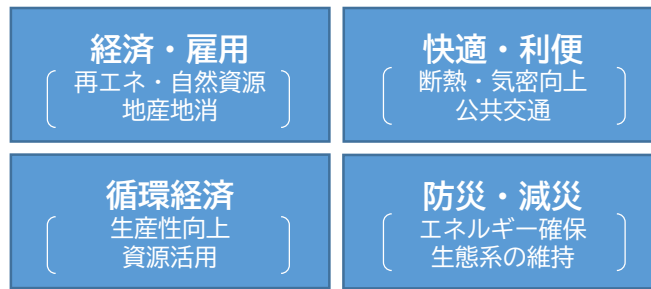 経済・雇用
再エネ・自然資源
地産地消
快適・利便
断熱・気密向上
公共交通
循環経済
生産性向上
資源活用
防災・減災
エネルギー確保
生態系の維持